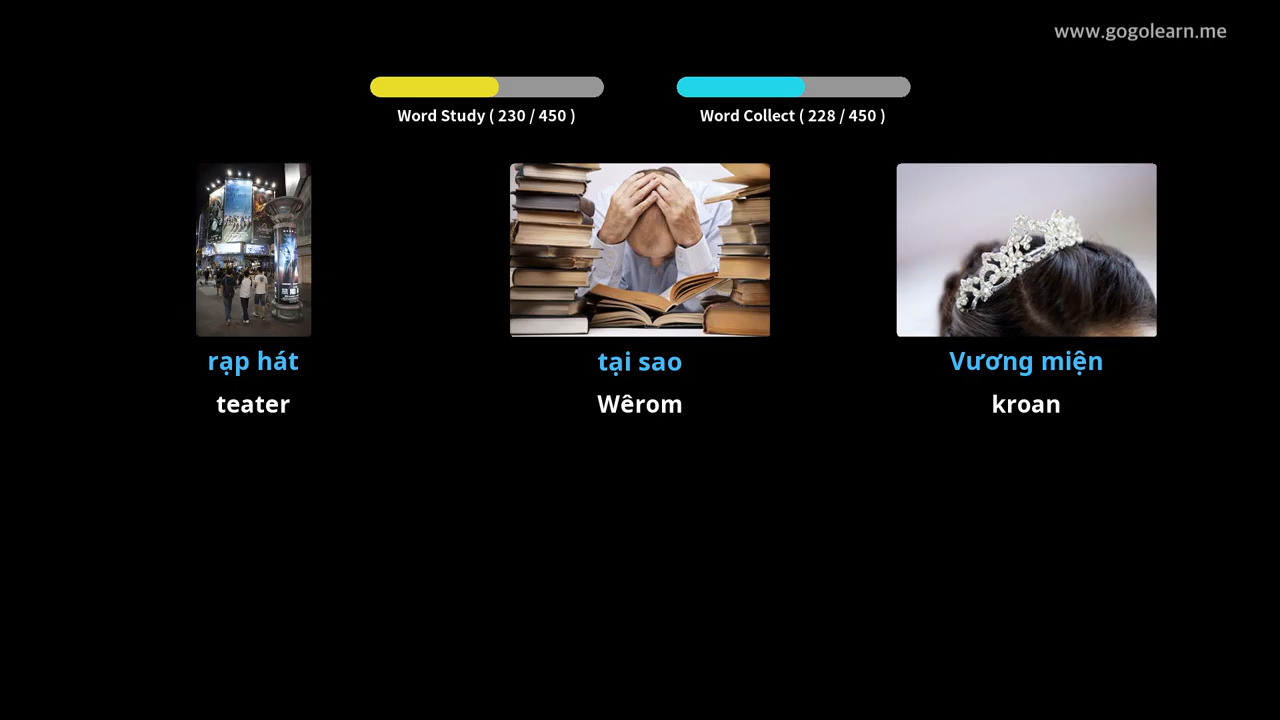 www.gogolearn.me
Word Study ( 230 / 450 )
Word Collect ( 228 / 450 )
rạp hát
tại sao
Vương miện
teater
Wêrom
kroan